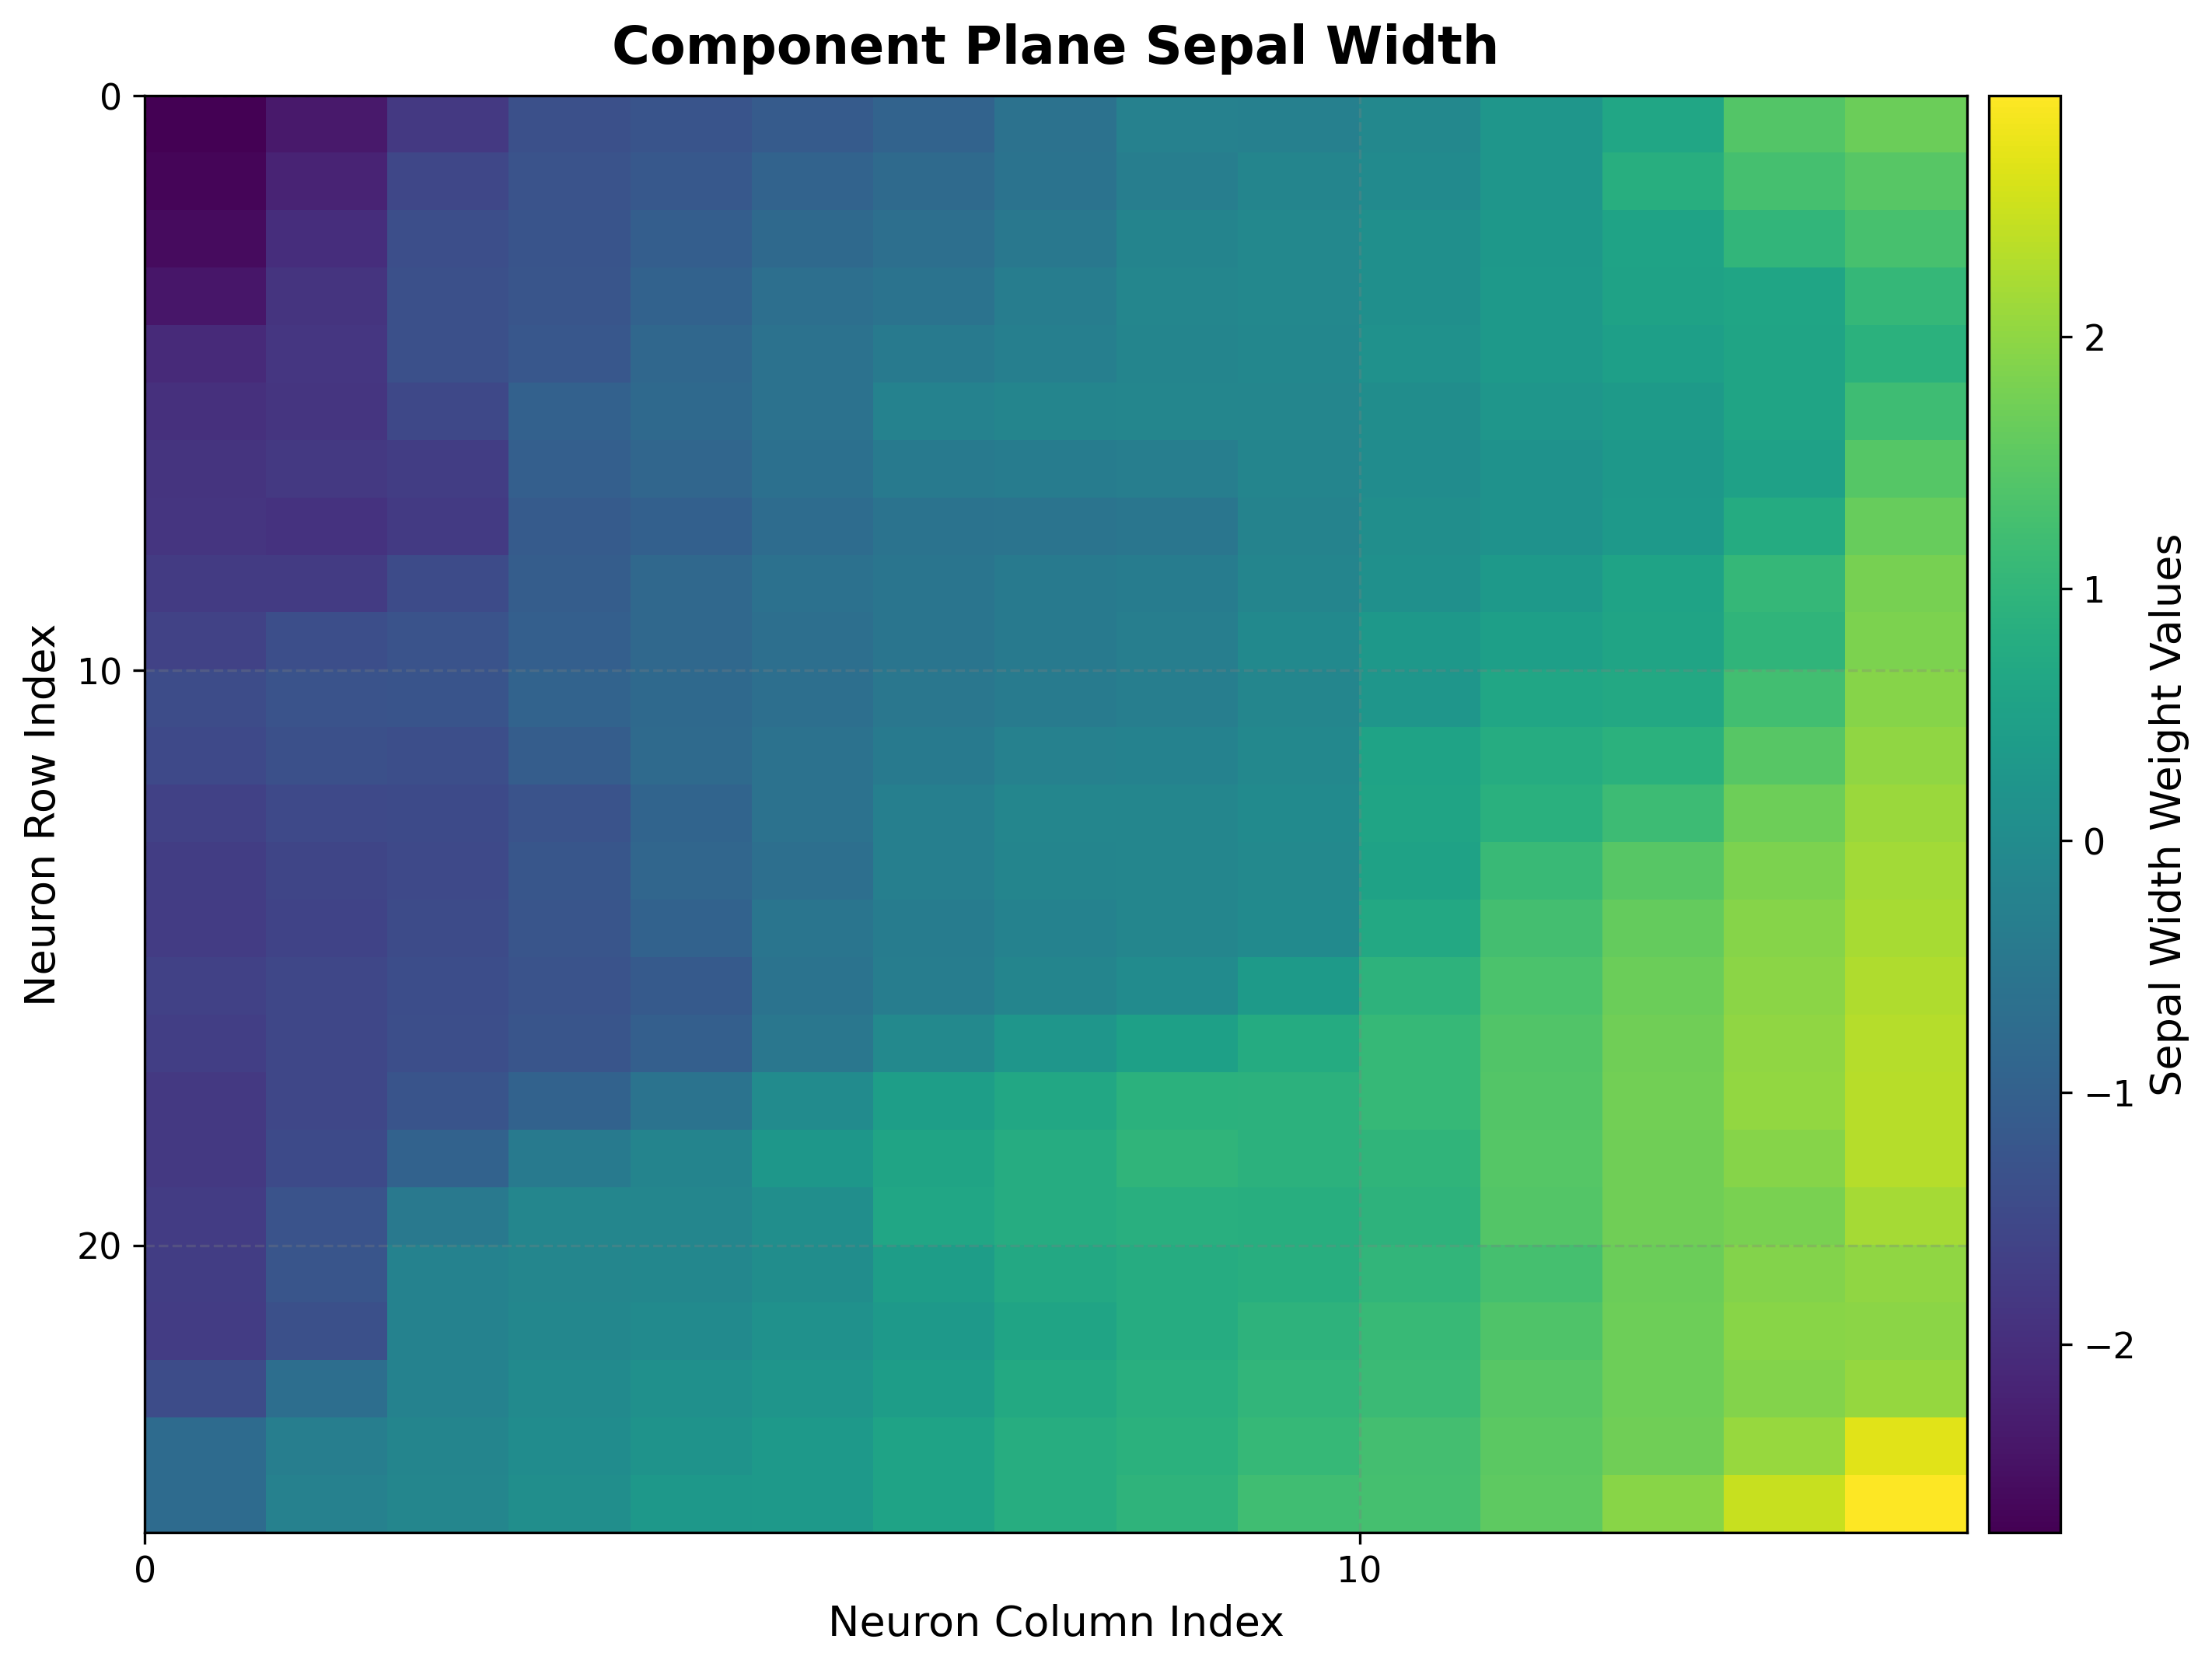 Component Plane Sepal Width
0
10
20
Neuron Row Index
0
10
Neuron Column Index
2
1
0
−1
−2
Sepal Width Weight Values